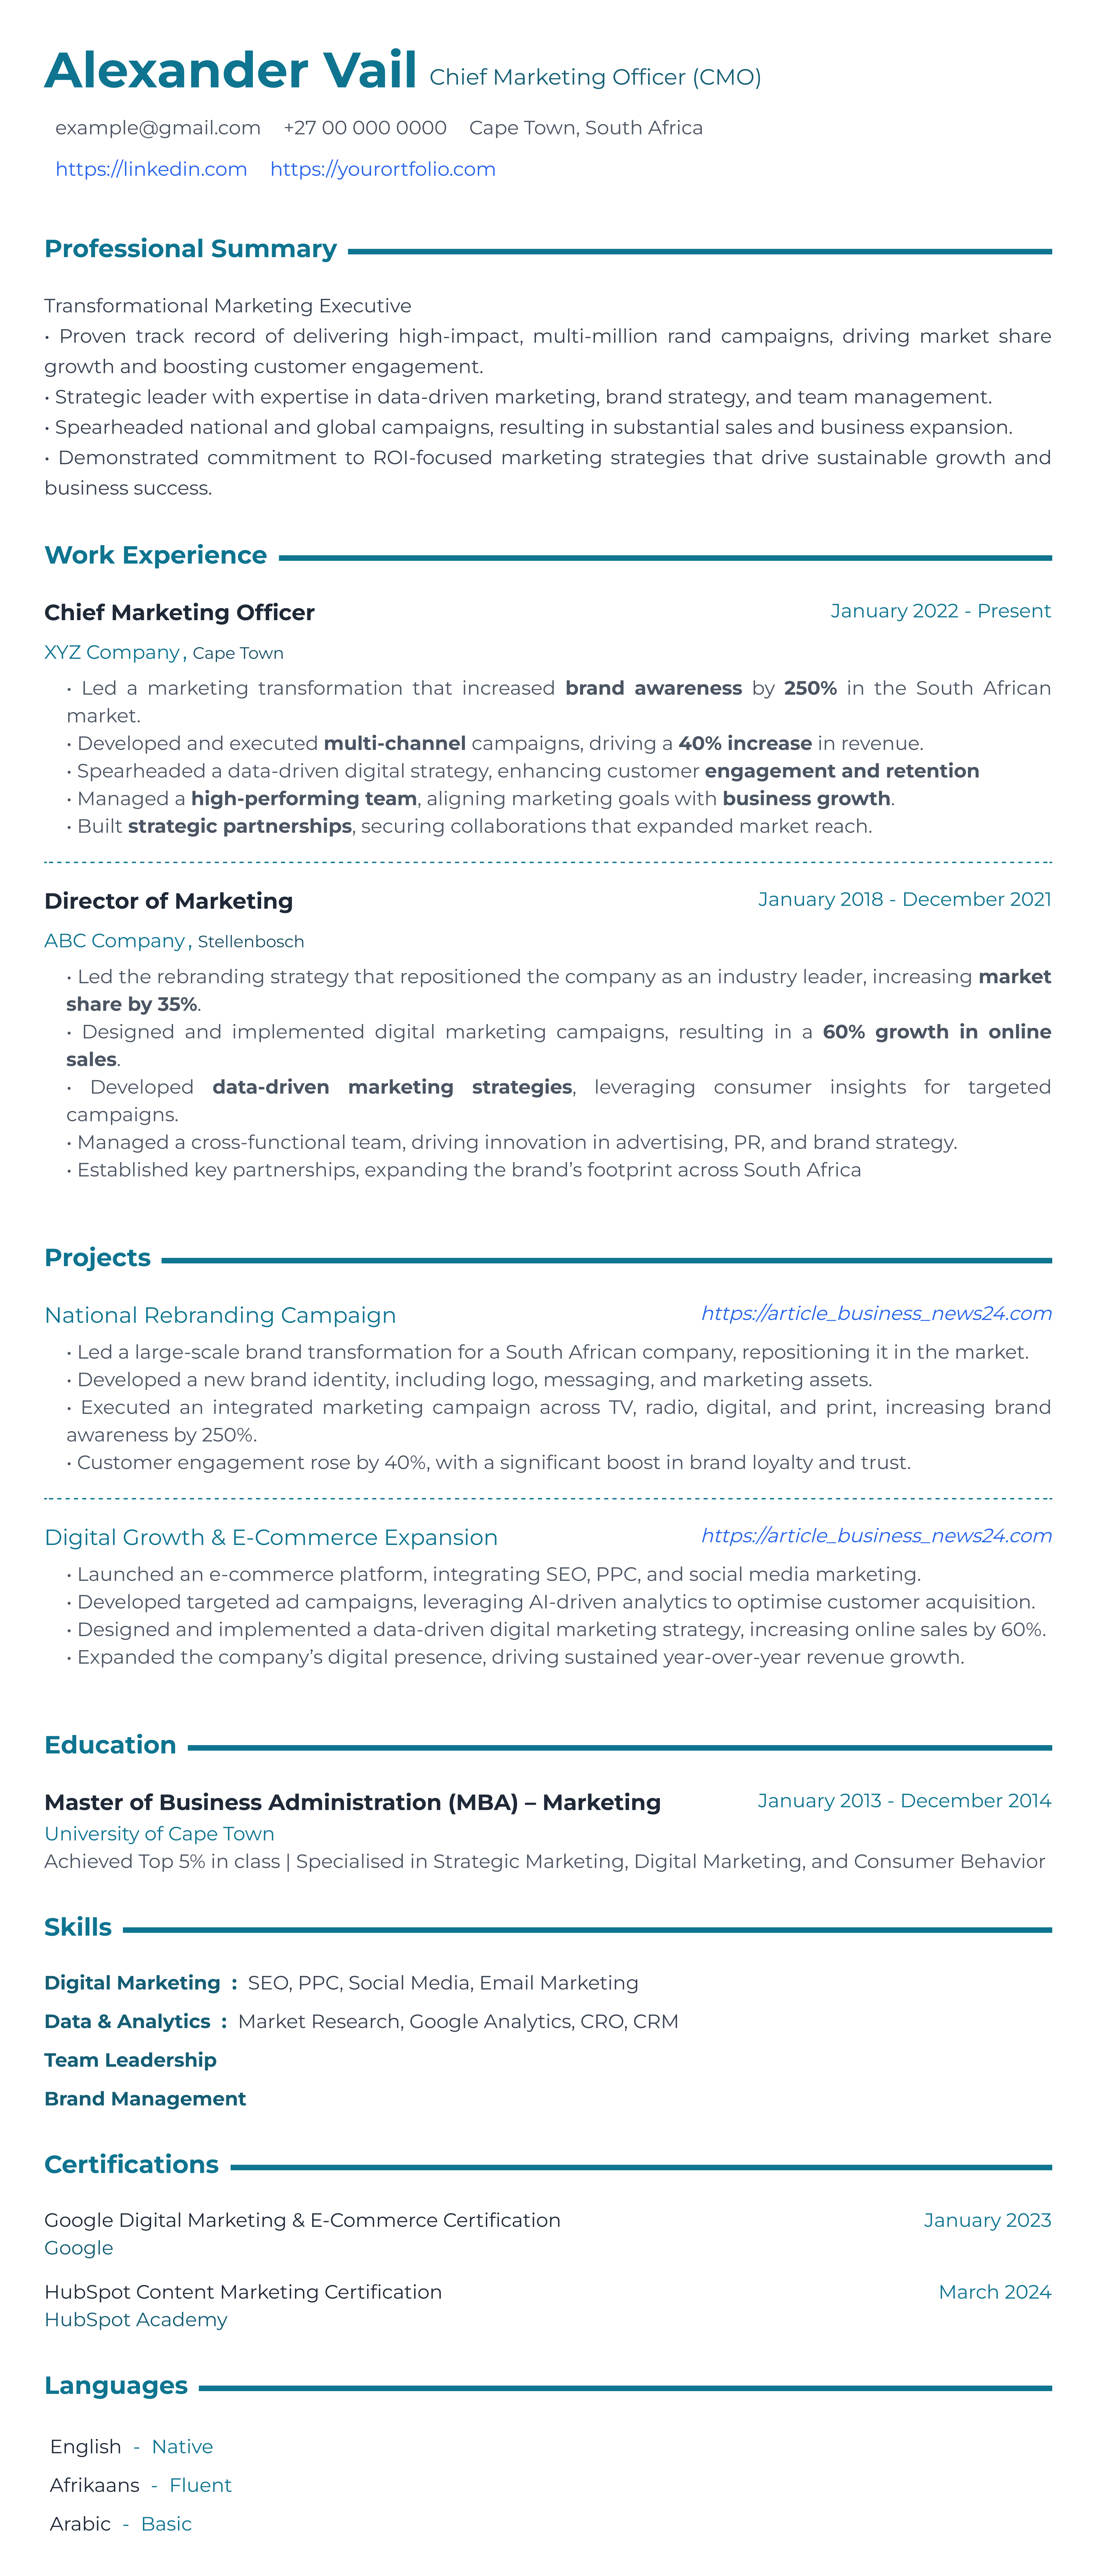 Alexander Vail Chief Marketing Officer (CMO)
example@gmail.com +27 00 000 0000 Cape Town, South Africa
https://linkedin.com https://yourortfolio.com
Professional Summary
Transformational Marketing Executive
• Proven track record of delivering high-impact, multi-million rand campaigns, driving market share
growth and boosting customer engagement.
• Strategic leader with expertise in data-driven marketing, brand strategy, and team management.
• Spearheaded national and global campaigns, resulting in substantial sales and business expansion.
• Demonstrated commitment to ROI-focused marketing strategies that drive sustainable growth and
business success.
Work Experience
Chief Marketing Officer January 2022 - Present
XYZ Company, Cape Town
• Led a marketing transformation that increased brand awareness by 250% in the South African
market.
• Developed and executed multi-channel campaigns, driving a 40% increase in revenue.
• Spearheaded a data-driven digital strategy, enhancing customer engagement and retention
• Managed a high-performing team, aligning marketing goals with business growth.
• Built strategic partnerships, securing collaborations that expanded market reach.
Director of Marketing January 2018 - December 2021
ABC Company, Stellenbosch
• Led the rebranding strategy that repositioned the company as an industry leader, increasing market
share by 35%.
• Designed and implemented digital marketing campaigns, resulting in a 60% growth in online
sales.
• Developed data-driven marketing strategies, leveraging consumer insights for targeted
campaigns.
• Managed a cross-functional team, driving innovation in advertising, PR, and brand strategy.
• Established key partnerships, expanding the brand’s footprint across South Africa
Projects
National Rebranding Campaign https://article_business_news24.com
• Led a large-scale brand transformation for a South African company, repositioning it in the market.
• Developed a new brand identity, including logo, messaging, and marketing assets.
• Executed an integrated marketing campaign across TV, radio, digital, and print, increasing brand
awareness by 250%.
• Customer engagement rose by 40%, with a significant boost in brand loyalty and trust.
Digital Growth & E-Commerce Expansion https://article_business_news24.com
• Launched an e-commerce platform, integrating SEO, PPC, and social media marketing.
• Developed targeted ad campaigns, leveraging AI-driven analytics to optimise customer acquisition.
• Designed and implemented a data-driven digital marketing strategy, increasing online sales by 60%.
• Expanded the company’s digital presence, driving sustained year-over-year revenue growth.
Education
Master of Business Administration (MBA) – Marketing January 2013 - December 2014
University of Cape Town
Achieved Top 5% in class | Specialised in Strategic Marketing, Digital Marketing, and Consumer Behavior
Skills
Digital Marketing : SEO, PPC, Social Media, Email Marketing
Data & Analytics : Market Research, Google Analytics, CRO, CRM
Team Leadership
Brand Management
Certifications
Google Digital Marketing & E-Commerce Certification January 2023
Google
HubSpot Content Marketing Certification March 2024
HubSpot Academy
Languages
English - Native
Afrikaans - Fluent
Arabic - Basic